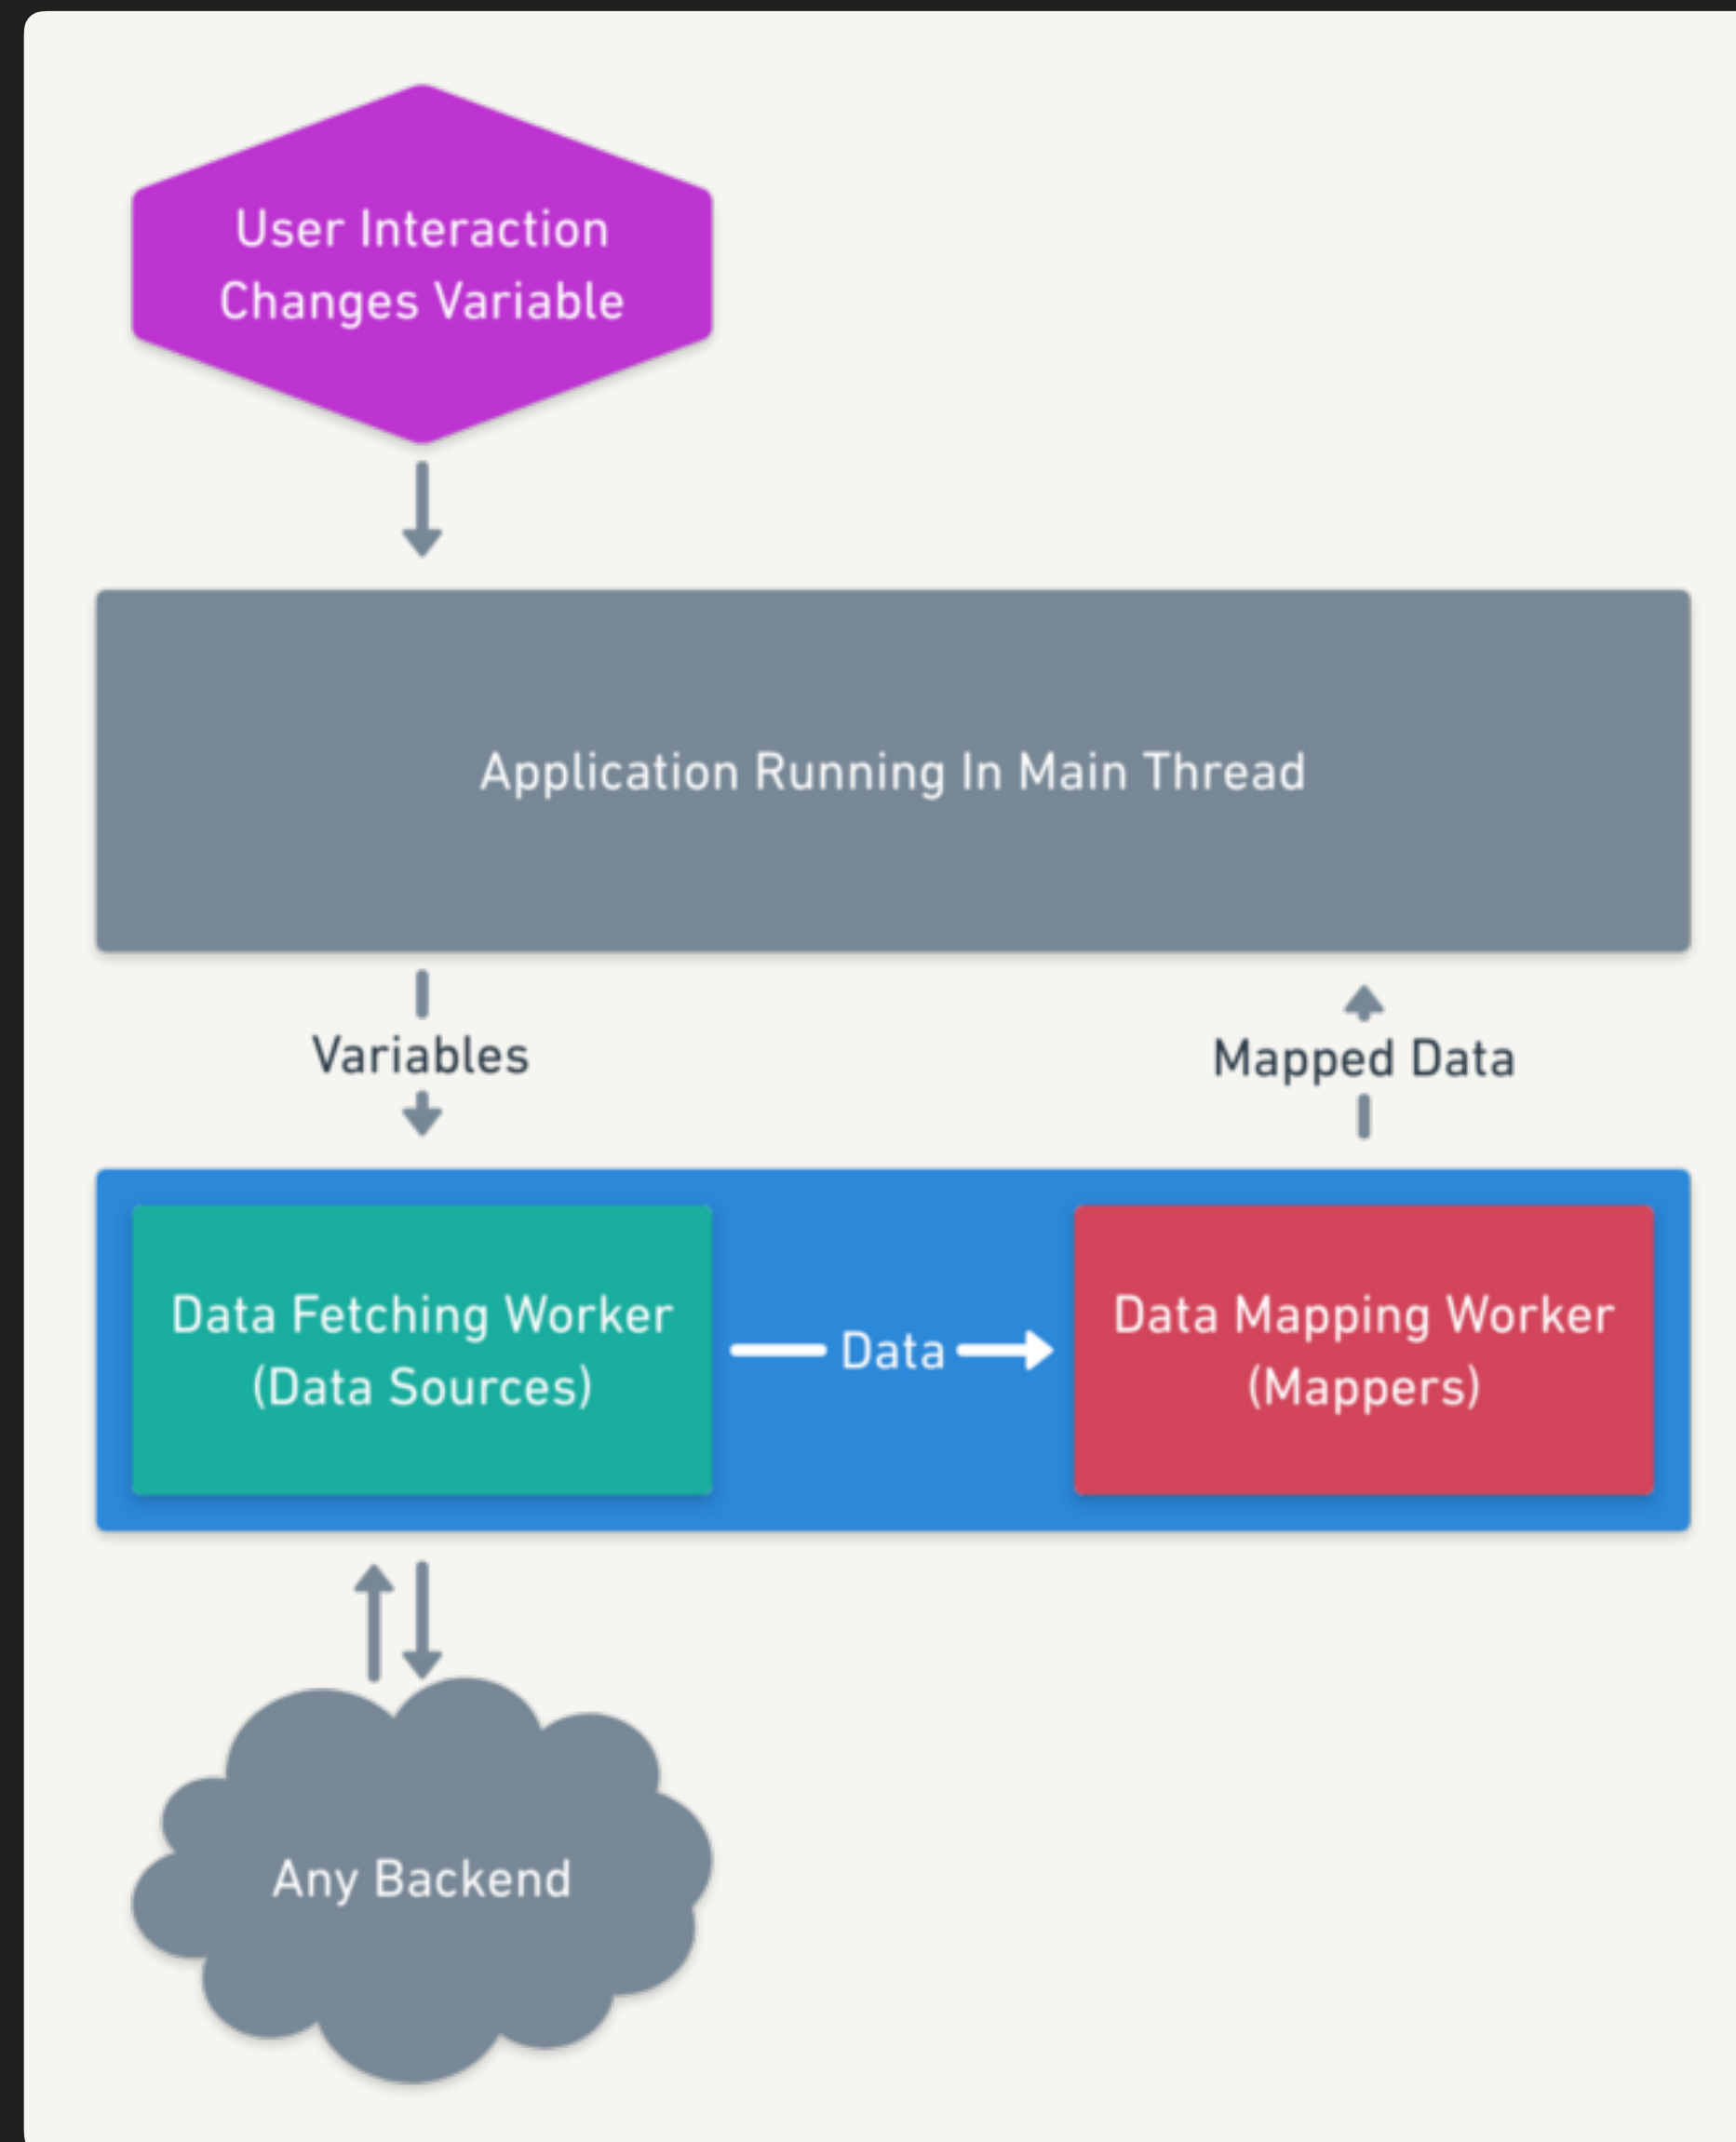 User Interaction
Changes Variable
Application Running In Main Thread
Variables
Mapped Data
Data Fetching Worker
(Data Sources)
Data
Data Mapping Worker
(Mappers)
Any Backend